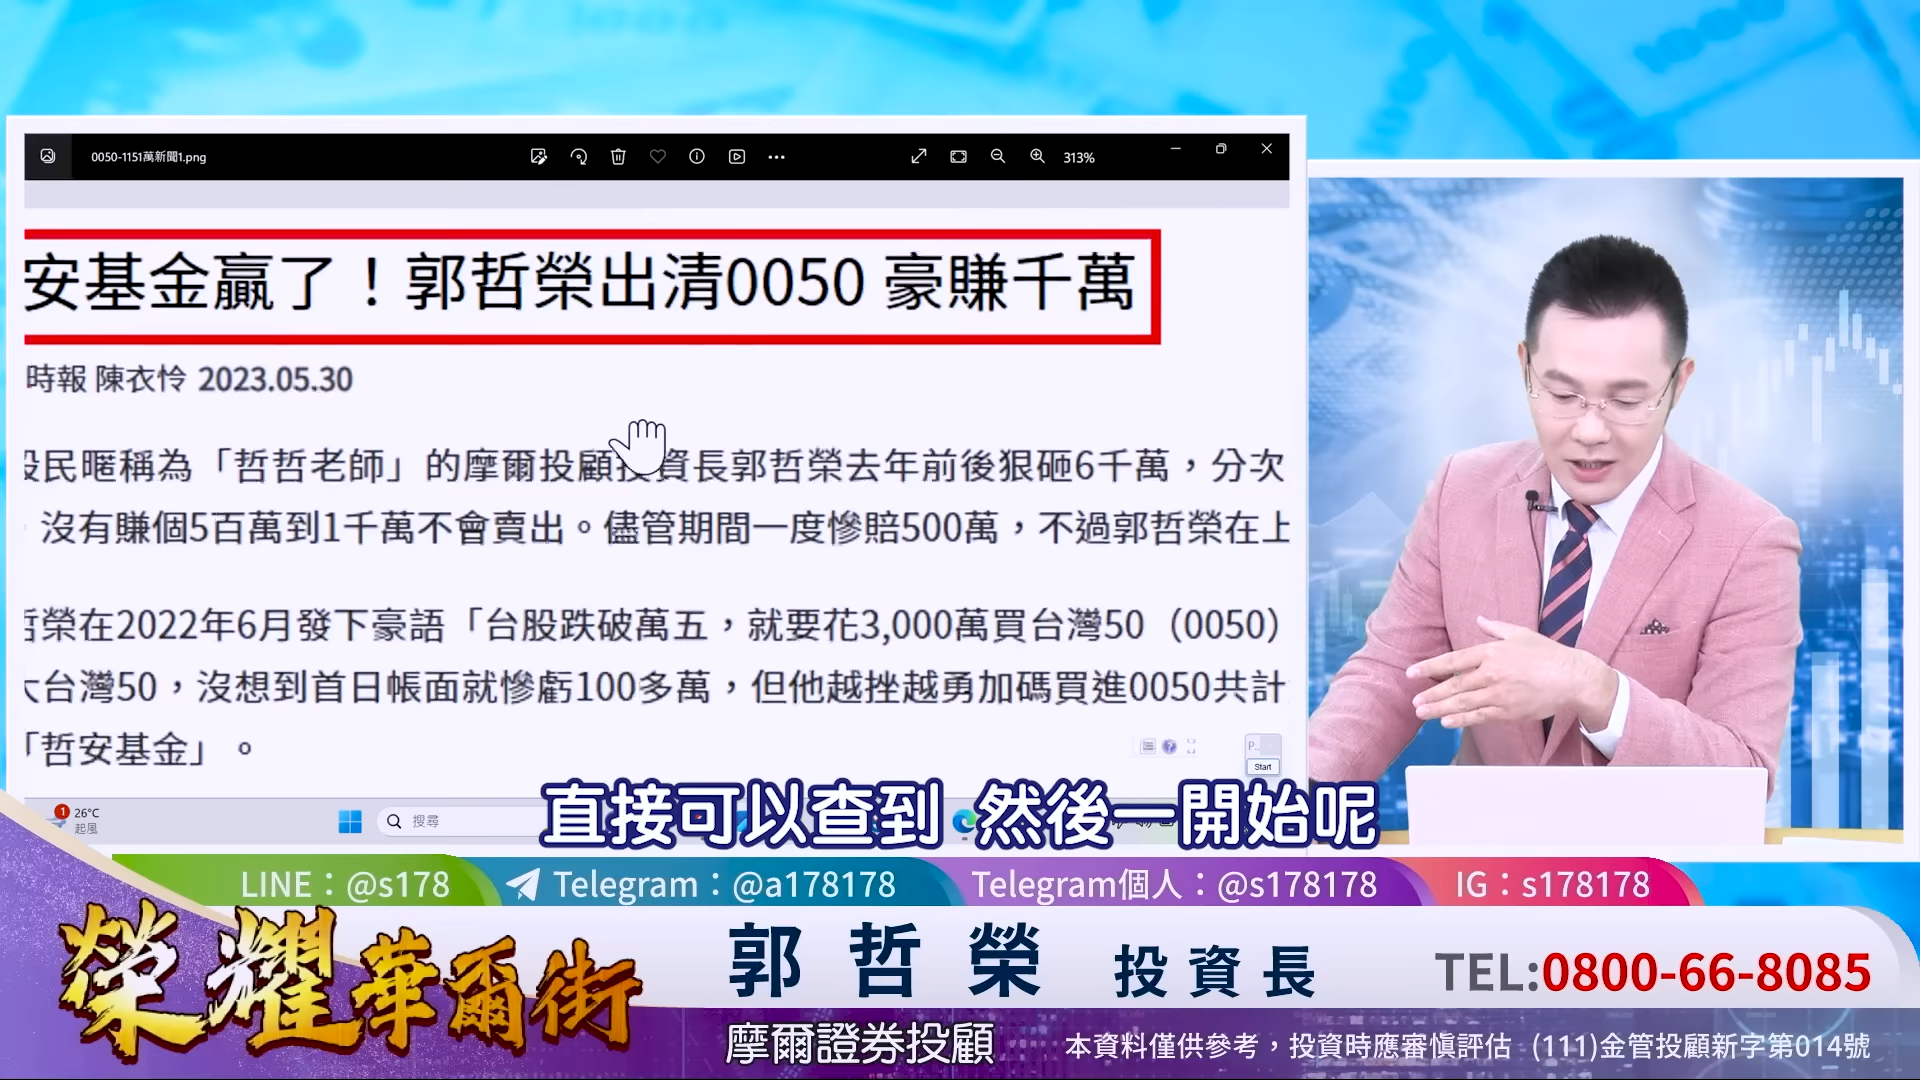 0050-1151萬新聞1.png
313%
安基金贏了！郭哲榮出清0050 豪賺千萬
時報 陳衣怜 2023.05.30
民暱稱為「哲哲老師」的摩爾投顧投資長郭哲榮去年前後狠砸6千萬，分次
沒有賺個5百萬到1千萬不會賣出。儘管期間一度慘賠500萬，不過郭哲榮在上
榮在2022年6月發下豪語「台股跌破萬五，就要花3,000萬買台灣50（0050）
台灣50，沒想到首日帳面就慘虧100多萬，但他越挫越勇加碼買進0050共計
「哲安基金」。
P...
Start
1
26°C
起風
搜尋
直接可以查到 然後一開始呢
LINE：@s178
Telegram：@a178178
Telegram個人：@s178178
IG：s178178
榮耀華爾街
郭哲榮 投資長
TEL:0800-66-8085
摩爾證券投顧
本資料僅供參考，投資時應審慎評估 (111)金管投顧新字第014號